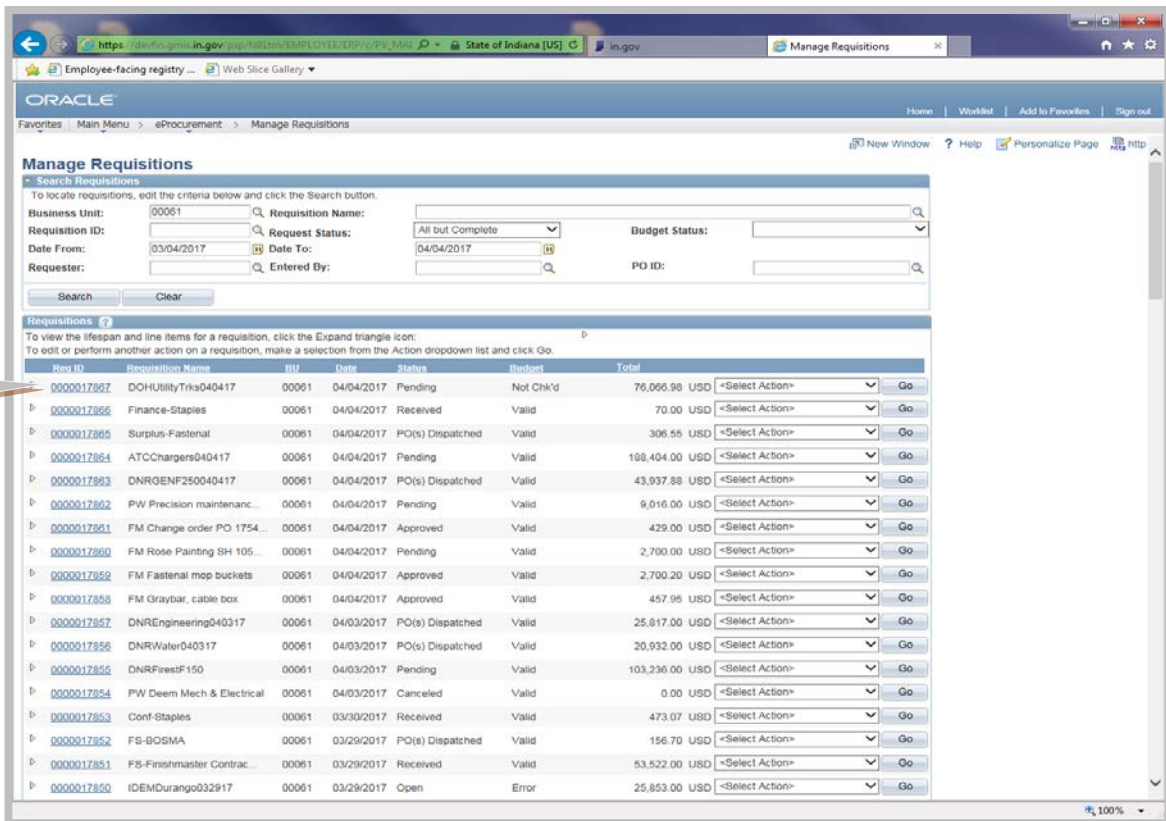 https://devfin.gmis.in.gov/psp/fs91trn/EMPLOYEE/ERP/c/PV_MAI State of Indiana [US] in.gov Manage Requisitions
Employee-facing registry ... Web Slice Gallery
ORACLE
Home | Worklist | Add to Favorites | Sign out
Favorites Main Menu > eProcurement > Manage Requisitions
New Window ? Help Personalize Page http
Manage Requisitions
Search Requisitions
To locate requisitions, edit the criteria below and click the Search button.
Business Unit: 00061 Requisition Name:
Requisition ID: Request Status: All but Complete Budget Status:
Date From: 03/04/2017 Date To: 04/04/2017
Requester: Entered By: PO ID:
Search Clear
Requisitions ?
To view the lifespan and line items for a requisition, click the Expand triangle icon:
To edit or perform another action on a requisition, make a selection from the Action dropdown list and click Go.
Req ID Requisition Name BU Date Status Budget Total
0000017867 DOHUtilityTrks040417 00061 04/04/2017 Pending Not Chk'd 76,066.98 USD <Select Action> Go
0000017866 Finance-Staples 00061 04/04/2017 Received Valid 70.00 USD <Select Action> Go
0000017865 Surplus-Fastenal 00061 04/04/2017 PO(s) Dispatched Valid 306.55 USD <Select Action> Go
0000017864 ATCChargers040417 00061 04/04/2017 Pending Valid 188,404.00 USD <Select Action> Go
0000017863 DNRGENF250040417 00061 04/04/2017 PO(s) Dispatched Valid 43,937.88 USD <Select Action> Go
0000017862 PW Precision maintenanc... 00061 04/04/2017 Pending Valid 9,016.00 USD <Select Action> Go
0000017861 FM Change order PO 1754... 00061 04/04/2017 Approved Valid 429.00 USD <Select Action> Go
0000017860 FM Rose Painting SH 105... 00061 04/04/2017 Pending Valid 2,700.00 USD <Select Action> Go
0000017859 FM Fastenal mop buckets 00061 04/04/2017 Approved Valid 2,700.20 USD <Select Action> Go
0000017858 FM Graybar, cable box 00061 04/04/2017 Approved Valid 457.95 USD <Select Action> Go
0000017857 DNREngineering040317 00061 04/03/2017 PO(s) Dispatched Valid 25,817.00 USD <Select Action> Go
0000017856 DNRWater040317 00061 04/03/2017 PO(s) Dispatched Valid 20,932.00 USD <Select Action> Go
0000017855 DNRFirestF150 00061 04/03/2017 Pending Valid 103,236.00 USD <Select Action> Go
0000017854 PW Deem Mech & Electrical 00061 04/03/2017 Canceled Valid 0.00 USD <Select Action> Go
0000017853 Conf-Staples 00061 03/30/2017 Received Valid 473.07 USD <Select Action> Go
0000017852 FS-BOSMA 00061 03/29/2017 PO(s) Dispatched Valid 156.70 USD <Select Action> Go
0000017851 FS-Finishmaster Contrac... 00061 03/29/2017 Received Valid 53,522.00 USD <Select Action> Go
0000017850 IDEMDurango032917 00061 03/29/2017 Open Error 25,853.00 USD <Select Action> Go
100%